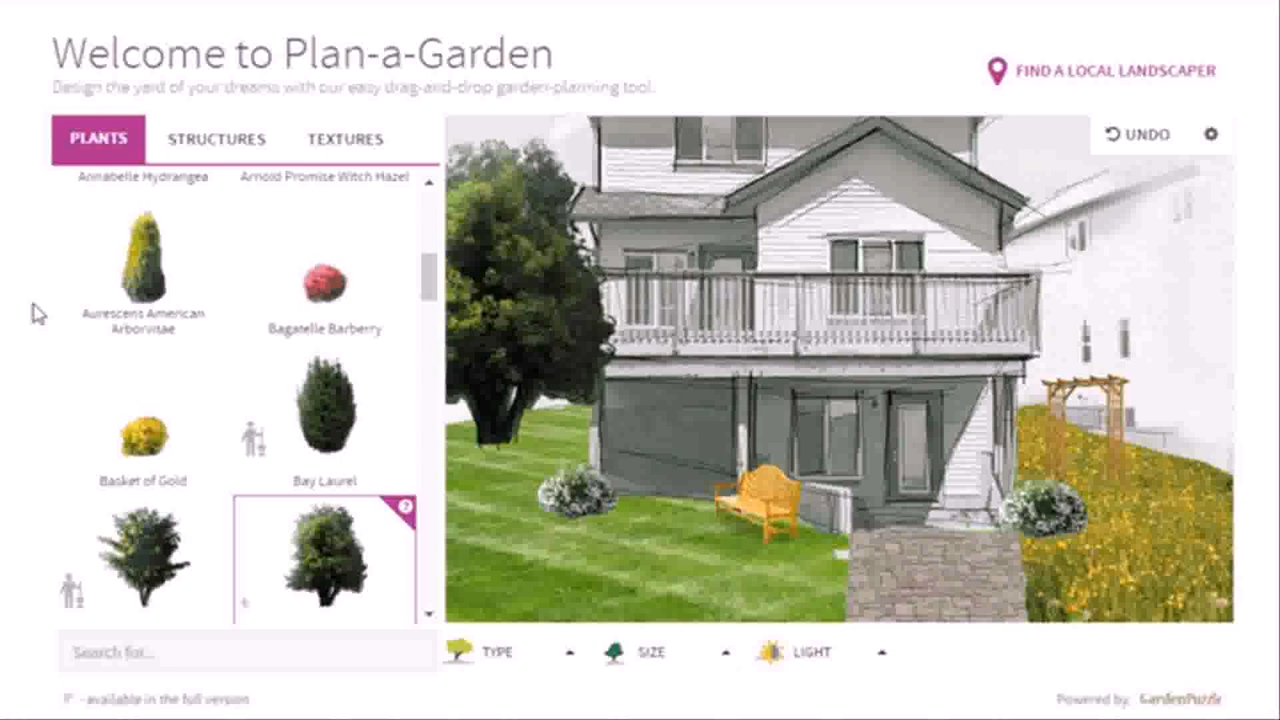 Welcome to Plan-a-Garden
Design the yard of your dreams with our easy drag-and-drop garden-planning tool.
FIND A LOCAL LANDSCAPER
PLANTS STRUCTURES TEXTURES
UNDO
Annabelle Hydrangea Arnold Promise Witch Hazel
Aurescens American
Arborvitae
Bagatelle Barberry
Basket of Gold Bay Laurel
Search for...
TYPE SIZE LIGHT
- available in the full version
Powered by: GardenPuzzle